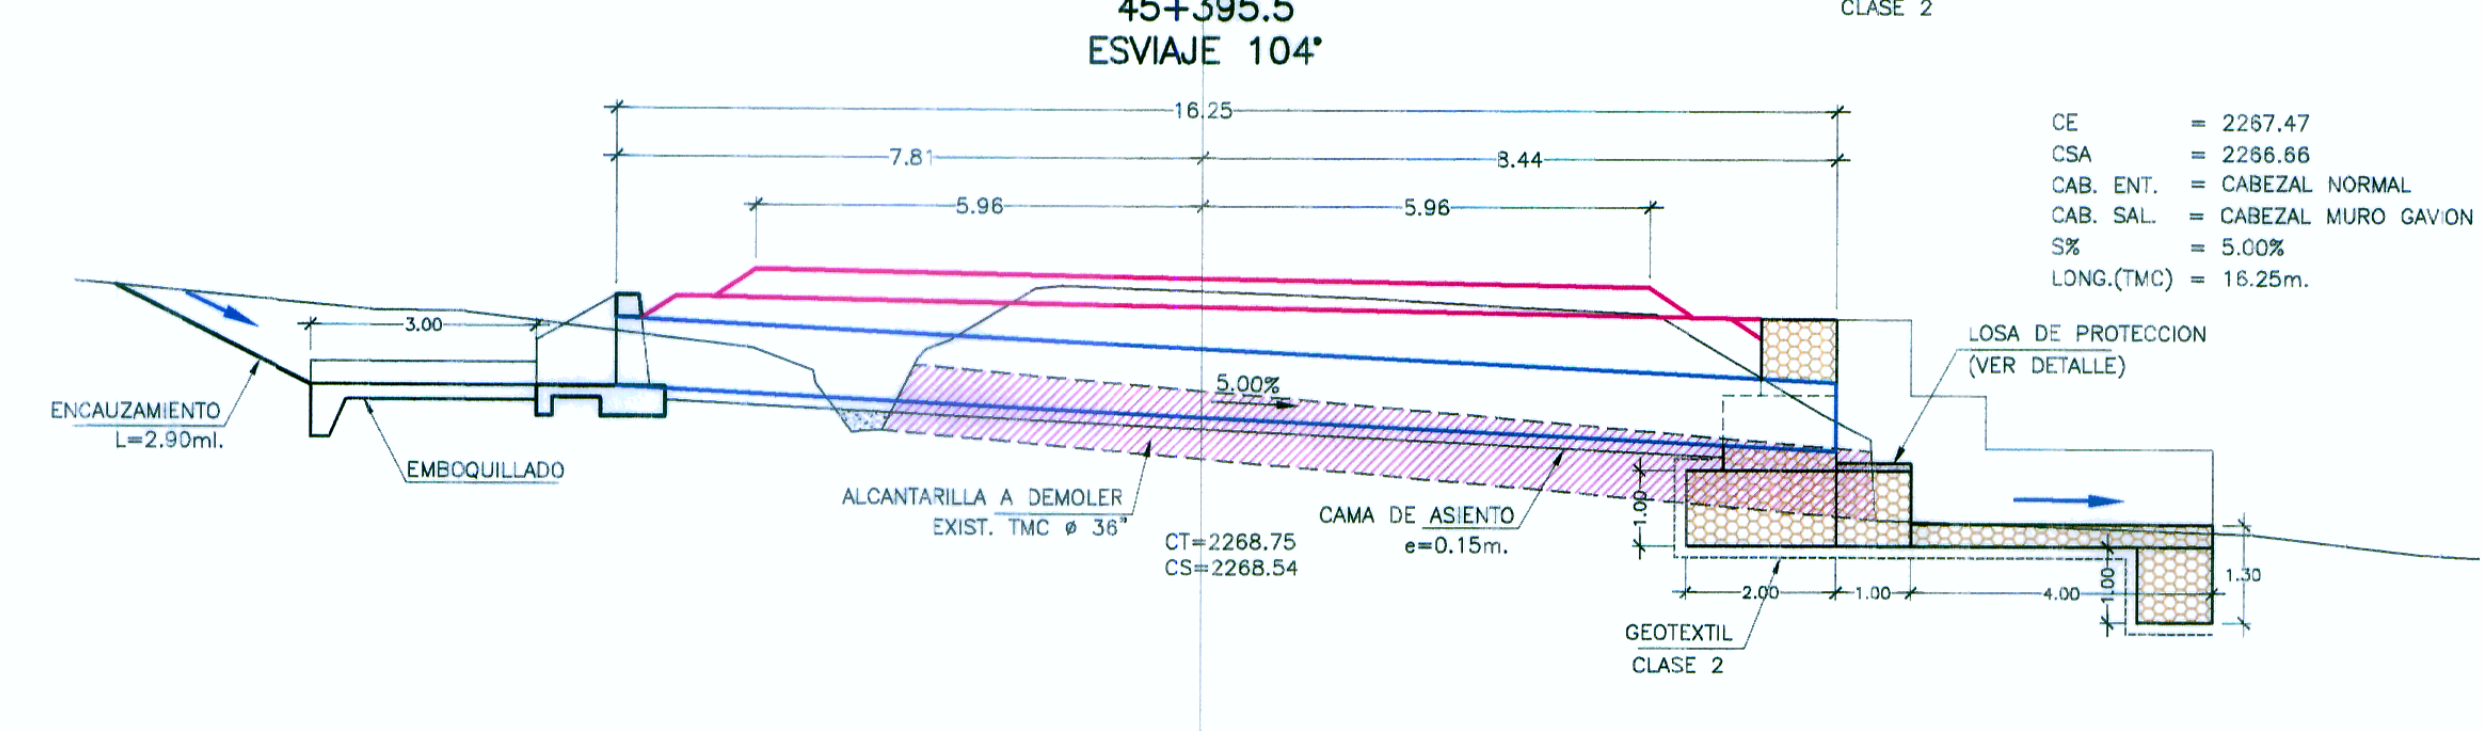 45+395.5
CLASE 2
ESVIAJE 104°
16.25
7.81
8.44
5.96
5.96
CE = 2267.47
CSA = 2266.66
CAB. ENT. = CABEZAL NORMAL
CAB. SAL. = CABEZAL MURO GAVION
S% = 5.00%
LONG.(TMC) = 16.25m.
3.00
LOSA DE PROTECCION
(VER DETALLE)
5.00%
ENCAUZAMIENTO
L=2.90ml.
EMBOQUILLADO
ALCANTARILLA A DEMOLER
EXIST. TMC ø 36"
CT=2268.75
CS=2268.54
CAMA DE ASIENTO
e=0.15m.
1.00
2.00
1.00
4.00
1.00
1.30
GEOTEXTIL
CLASE 2